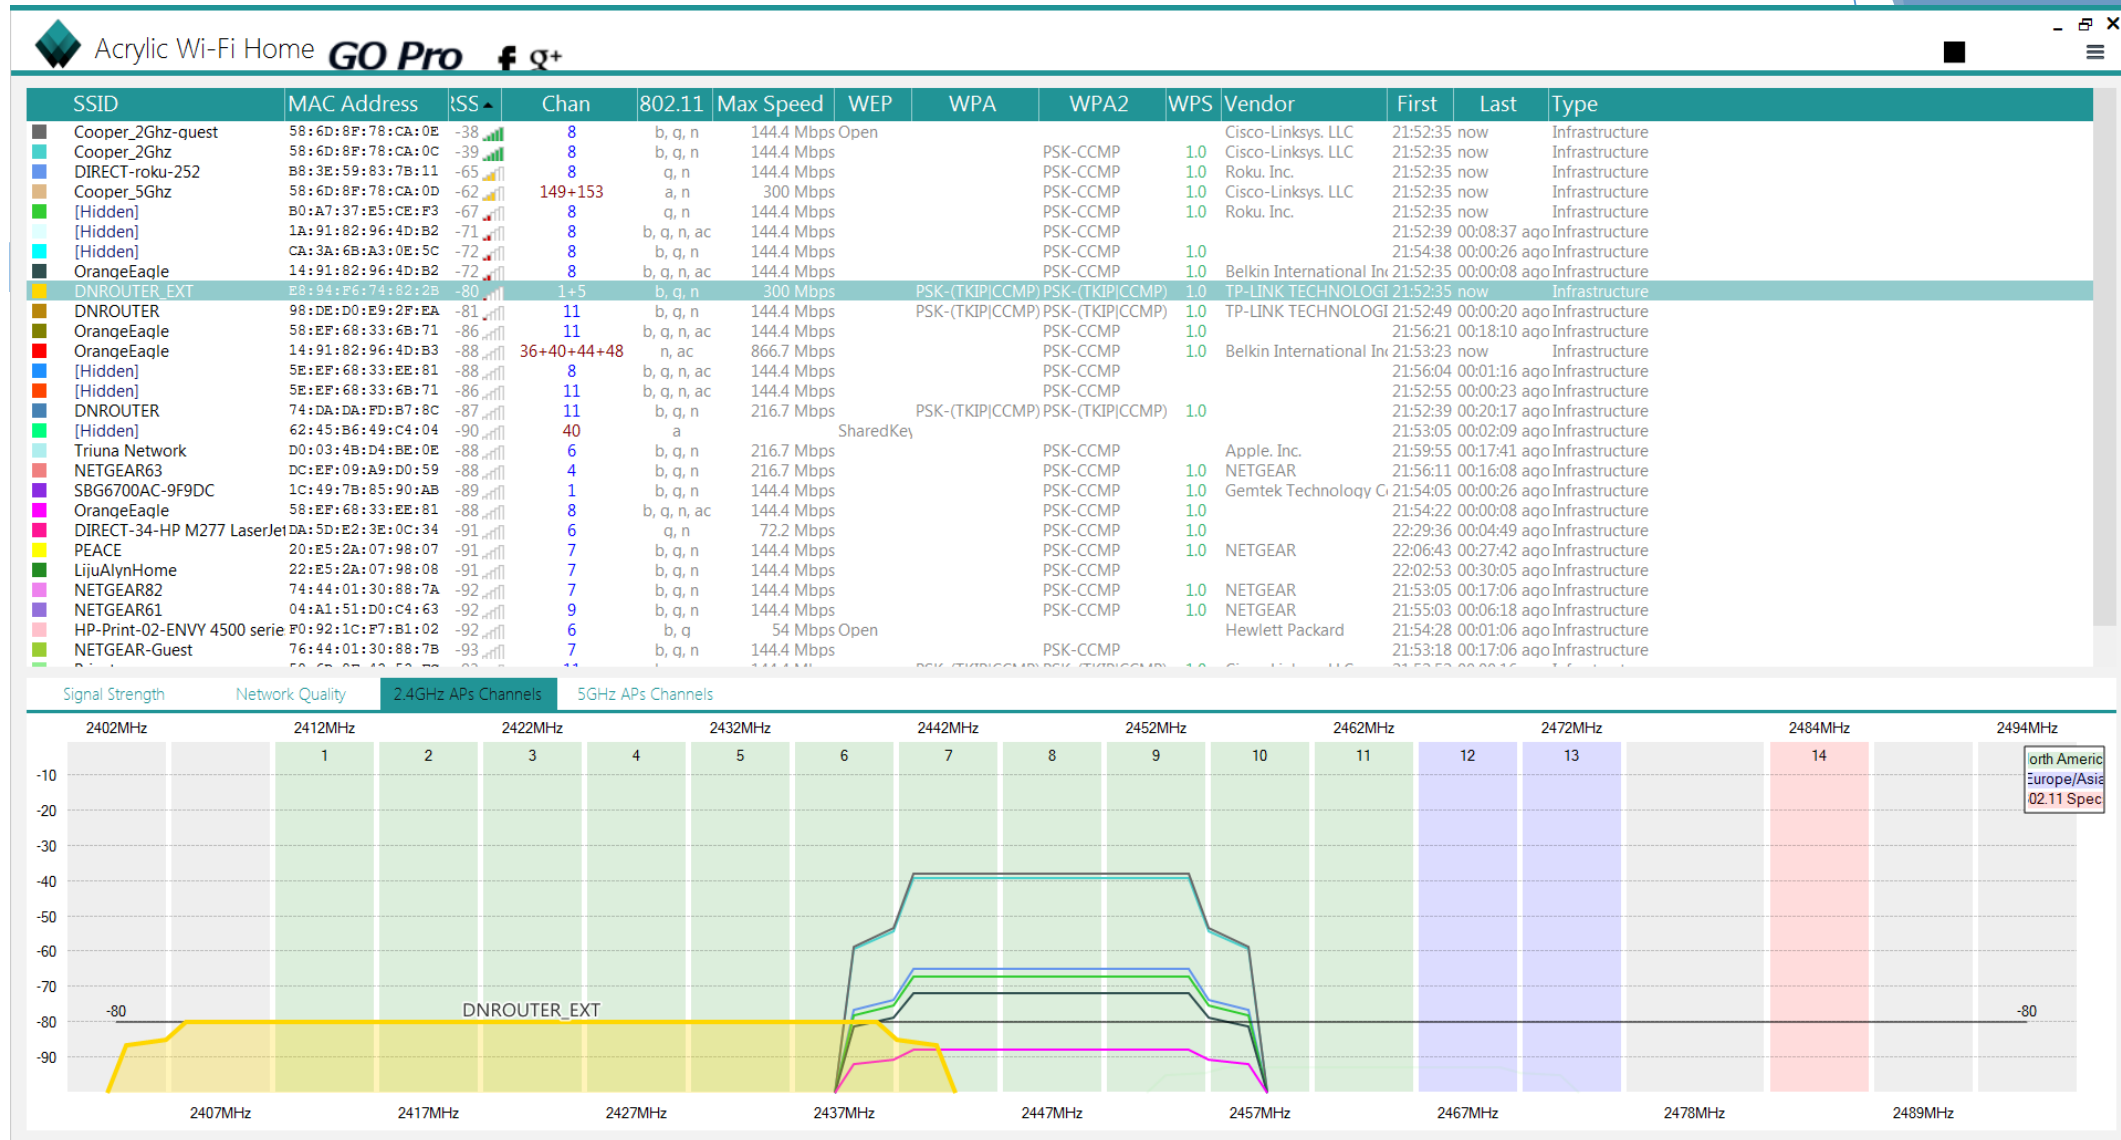 Acrylic Wi-Fi Home GO Pro f g+
SSID MAC Address RSS Chan 802.11 Max Speed WEP WPA WPA2 WPS Vendor First Last Type
Cooper_2Ghz-guest 58:6D:8F:78:CA:0E -38 8 b, g, n 144.4 Mbps Open Cisco-Linksys, LLC 21:52:35 now Infrastructure
Cooper_2Ghz 58:6D:8F:78:CA:0C -39 8 b, g, n 144.4 Mbps PSK-CCMP 1.0 Cisco-Linksys, LLC 21:52:35 now Infrastructure
DIRECT-roku-252 B8:3E:59:83:7B:11 -65 8 g, n 144.4 Mbps PSK-CCMP 1.0 Roku, Inc. 21:52:35 now Infrastructure
Cooper_5Ghz 58:6D:8F:78:CA:0D -62 149+153 a, n 300 Mbps PSK-CCMP 1.0 Cisco-Linksys, LLC 21:52:35 now Infrastructure
[Hidden] B0:A7:37:E5:CE:F3 -67 8 g, n 144.4 Mbps PSK-CCMP 1.0 Roku, Inc. 21:52:35 now Infrastructure
[Hidden] 1A:91:82:96:4D:B2 -71 8 b, g, n, ac 144.4 Mbps PSK-CCMP 21:52:39 00:08:37 ago Infrastructure
[Hidden] CA:3A:6B:A3:0E:5C -72 8 b, g, n 144.4 Mbps PSK-CCMP 1.0 21:54:38 00:00:26 ago Infrastructure
OrangeEagle 14:91:82:96:4D:B2 -72 8 b, g, n, ac 144.4 Mbps PSK-CCMP 1.0 Belkin International Inc 21:52:35 00:00:08 ago Infrastructure
DNROUTER_EXT E8:94:F6:74:82:2B -80 1+5 b, g, n 300 Mbps PSK-(TKIP|CCMP) PSK-(TKIP|CCMP) 1.0 TP-LINK TECHNOLOGI 21:52:35 now Infrastructure
DNROUTER 98:DE:D0:E9:2F:EA -81 11 b, g, n 144.4 Mbps PSK-(TKIP|CCMP) PSK-(TKIP|CCMP) 1.0 TP-LINK TECHNOLOGI 21:52:49 00:00:20 ago Infrastructure
OrangeEagle 58:EF:68:33:6B:71 -86 11 b, g, n, ac 144.4 Mbps PSK-CCMP 1.0 21:56:21 00:18:10 ago Infrastructure
OrangeEagle 14:91:82:96:4D:B3 -88 36+40+44+48 n, ac 866.7 Mbps PSK-CCMP 1.0 Belkin International Inc 21:53:23 now Infrastructure
[Hidden] 5E:EF:68:33:EE:81 -88 8 b, g, n, ac 144.4 Mbps PSK-CCMP 21:56:04 00:01:16 ago Infrastructure
[Hidden] 5E:EF:68:33:6B:71 -86 11 b, g, n, ac 144.4 Mbps PSK-CCMP 21:52:55 00:00:23 ago Infrastructure
DNROUTER 74:DA:DA:FD:B7:8C -87 11 b, g, n 216.7 Mbps PSK-(TKIP|CCMP) PSK-(TKIP|CCMP) 1.0 21:52:39 00:20:17 ago Infrastructure
[Hidden] 62:45:B6:49:C4:04 -90 40 a SharedKey 21:53:05 00:02:09 ago Infrastructure
Triuna Network D0:03:4B:D4:BE:0E -88 6 b, g, n 216.7 Mbps PSK-CCMP Apple, Inc. 21:59:55 00:17:41 ago Infrastructure
NETGEAR63 DC:EF:09:A9:D0:59 -88 4 b, g, n 216.7 Mbps PSK-CCMP 1.0 NETGEAR 21:56:11 00:16:08 ago Infrastructure
SBG6700AC-9F9DC 1C:49:7B:85:90:AB -89 1 b, g, n 144.4 Mbps PSK-CCMP 1.0 Gemtek Technology C 21:54:05 00:00:26 ago Infrastructure
OrangeEagle 58:EF:68:33:EE:81 -88 8 b, g, n, ac 144.4 Mbps PSK-CCMP 1.0 21:54:22 00:00:08 ago Infrastructure
DIRECT-34-HP M277 LaserJet DA:5D:E2:3E:0C:34 -91 6 g, n 72.2 Mbps PSK-CCMP 1.0 22:29:36 00:04:49 ago Infrastructure
PEACE 20:E5:2A:07:98:07 -91 7 b, g, n 144.4 Mbps PSK-CCMP 1.0 NETGEAR 22:06:43 00:27:42 ago Infrastructure
LijuAlynHome 22:E5:2A:07:98:08 -91 7 b, g, n 144.4 Mbps PSK-CCMP 22:02:53 00:30:05 ago Infrastructure
NETGEAR82 74:44:01:30:88:7A -92 7 b, g, n 144.4 Mbps PSK-CCMP 1.0 NETGEAR 21:53:05 00:17:06 ago Infrastructure
NETGEAR61 04:A1:51:D0:C4:63 -92 9 b, g, n 144.4 Mbps PSK-CCMP 1.0 NETGEAR 21:55:03 00:06:18 ago Infrastructure
HP-Print-02-ENVY 4500 serie F0:92:1C:F7:B1:02 -92 6 b, g 54 Mbps Open Hewlett Packard 21:54:28 00:01:06 ago Infrastructure
NETGEAR-Guest 76:44:01:30:88:7B -93 7 b, g, n 144.4 Mbps PSK-CCMP 21:53:18 00:17:06 ago Infrastructure
Signal Strength Network Quality 2.4GHz APs Channels 5GHz APs Channels
2402MHz 2412MHz 2422MHz 2432MHz 2442MHz 2452MHz 2462MHz 2472MHz 2484MHz 2494MHz
1 2 3 4 5 6 7 8 9 10 11 12 13 14
orth Americ
Europe/Asia
02.11 Spec
-10
-20
-30
-40
-50
-60
-70
-80
-90
-80 DNROUTER_EXT -80
2407MHz 2417MHz 2427MHz 2437MHz 2447MHz 2457MHz 2467MHz 2478MHz 2489MHz